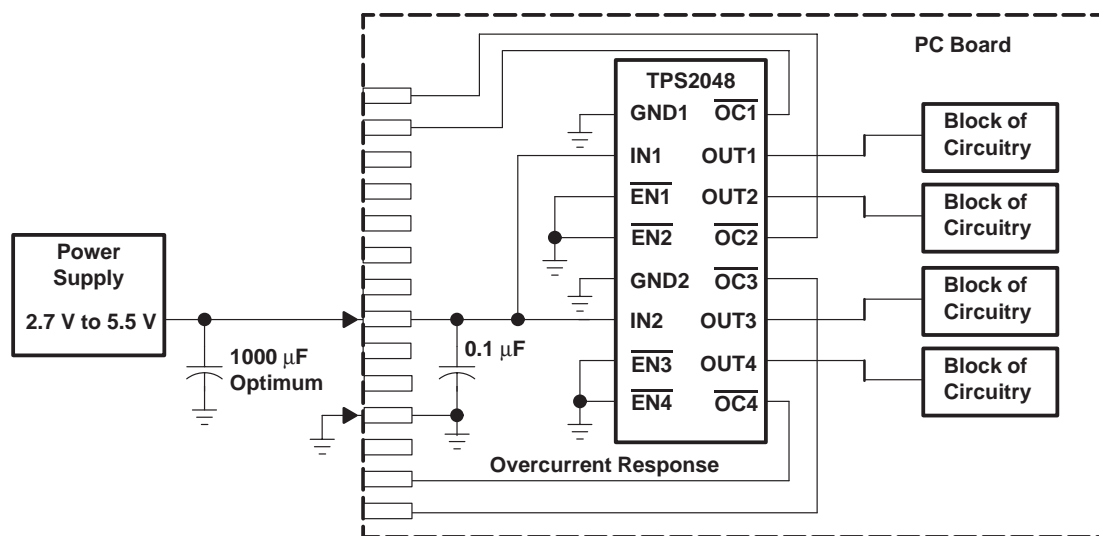 PC Board
TPS2048
GND1
OC1
IN1
OUT1
EN1
OUT2
EN2
OC2
GND2
OC3
IN2
OUT3
EN3
OUT4
EN4
OC4
Block of
Circuitry
Block of
Circuitry
Block of
Circuitry
Block of
Circuitry
Power
Supply
2.7 V to 5.5 V
1000 μF
Optimum
0.1 μF
Overcurrent Response